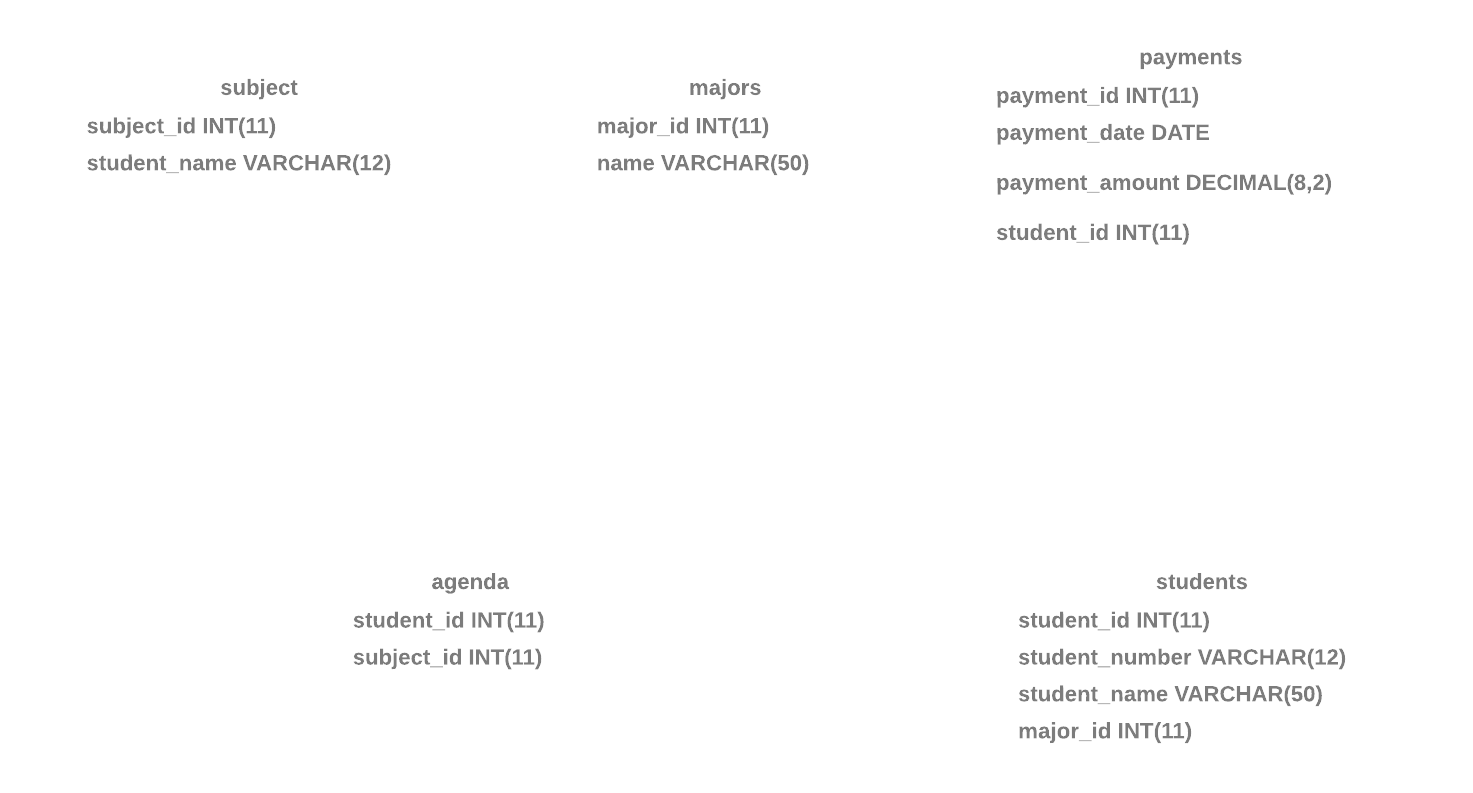 subject
subject_id INT(11)
student_name VARCHAR(12)
majors
major_id INT(11)
name VARCHAR(50)
payments
payment_id INT(11)
payment_date DATE
payment_amount DECIMAL(8,2)
student_id INT(11)
agenda
student_id INT(11)
subject_id INT(11)
students
student_id INT(11)
student_number VARCHAR(12)
student_name VARCHAR(50)
major_id INT(11)